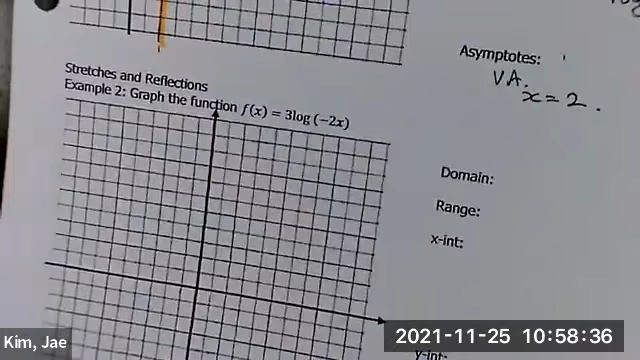 Asymptotes:
VA.
x = 2.
Stretches and Reflections
Example 2: Graph the function f(x) = 3log (−2x)
Domain:
Range:
x-int:
y-int:
Kim, Jae
2021-11-25 10:58:36